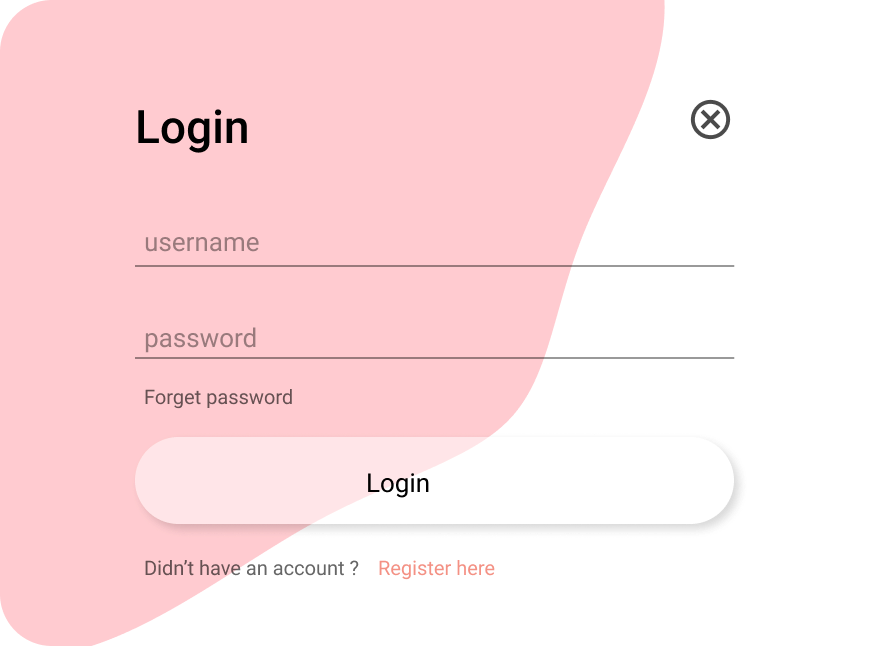 Login
username
password
Forget password
Login
Didn’t have an account ? Register here